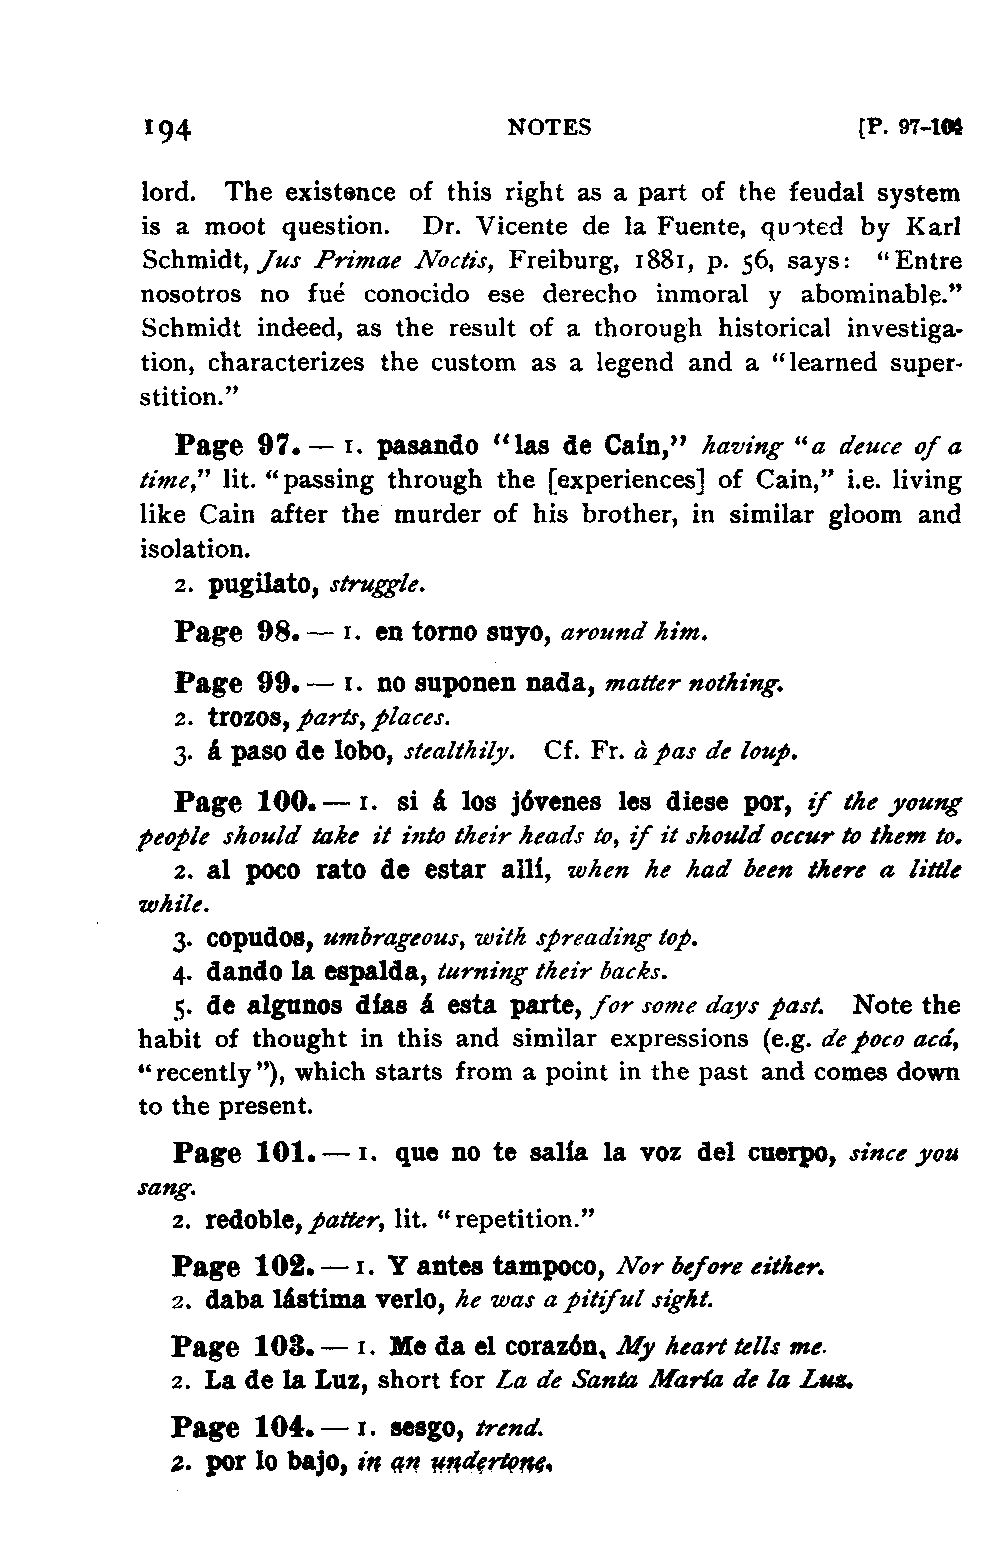 194 NOTES [P. 97-104
lord. The existence of this right as a part of the feudal system
is a moot question. Dr. Vicente de la Fuente, quoted by Karl
Schmidt, Jus Primae Noctis, Freiburg, 1881, p. 56, says: "Entre
nosotros no fué conocido ese derecho inmoral y abominable."
Schmidt indeed, as the result of a thorough historical investiga-
tion, characterizes the custom as a legend and a "learned super-
stition."
Page 97. — 1. pasando "las de Caín," having "a deuce of a
time," lit. "passing through the [experiences] of Cain," i.e. living
like Cain after the murder of his brother, in similar gloom and
isolation.
2. pugilato, struggle.
Page 98. — 1. en torno suyo, around him.
Page 99. — 1. no suponen nada, matter nothing.
2. trozos, parts, places.
3. á paso de lobo, stealthily. Cf. Fr. à pas de loup.
Page 100. — 1. si á los jóvenes les diese por, if the young
people should take it into their heads to, if it should occur to them to.
2. al poco rato de estar allí, when he had been there a little
while.
3. copudos, umbrageous, with spreading top.
4. dando la espalda, turning their backs.
5. de algunos días á esta parte, for some days past. Note the
habit of thought in this and similar expressions (e.g. de poco acá,
"recently"), which starts from a point in the past and comes down
to the present.
Page 101. — 1. que no te salía la voz del cuerpo, since you
sang.
2. redoble, patter, lit. "repetition."
Page 102. — 1. Y antes tampoco, Nor before either.
2. daba lástima verlo, he was a pitiful sight.
Page 103. — 1. Me da el corazón, My heart tells me.
2. La de la Luz, short for La de Santa María de la Luz.
Page 104. — 1. sesgo, trend.
2. por lo bajo, in an undertone.